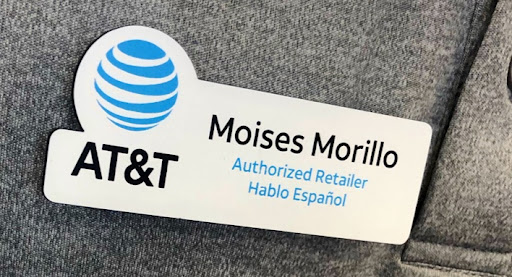 AT&T
Moises Morillo
Authorized Retailer
Hablo Español